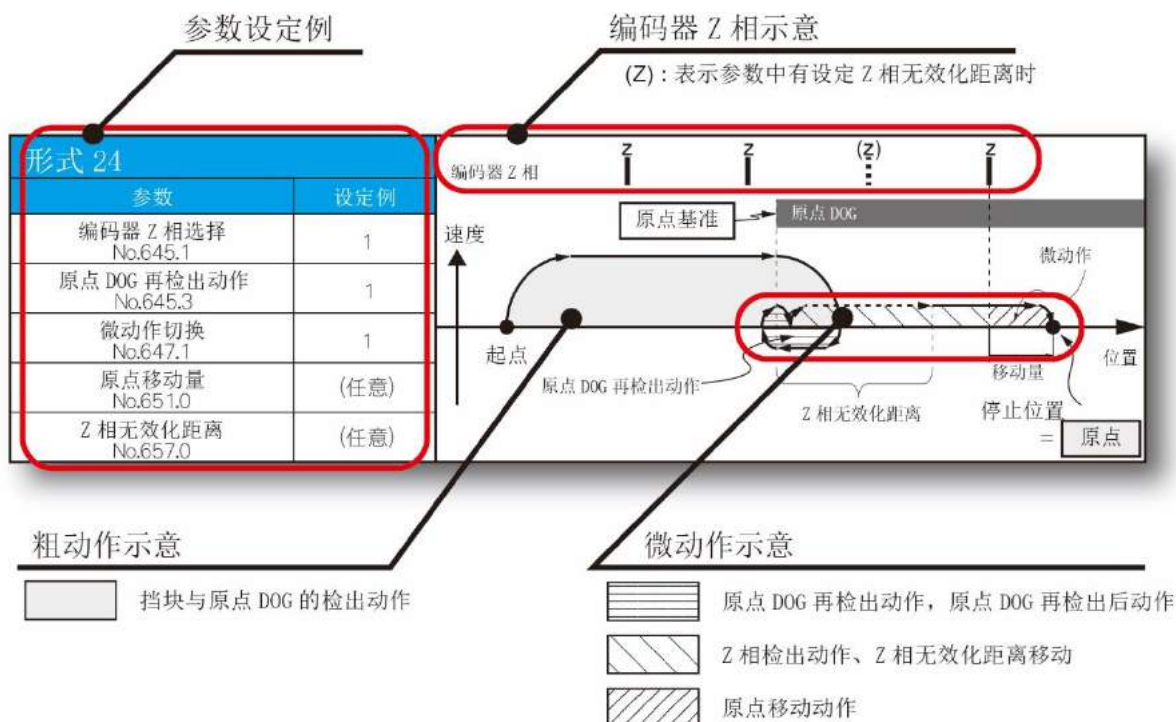 参数设定例
编码器 Z 相示意
(Z)：表示参数中有设定 Z 相无效化距离时
形式 24
参数 设定例
编码器 Z 相选择
No.645.1
1
原点 DOG 再检出动作
No.645.3
1
微动作切换
No.647.1
1
原点移动量
No.651.0
(任意)
Z 相无效化距离
No.657.0
(任意)
编码器 Z 相
Z Z (Z) Z
原点基准
原点 DOG
速度
微动作
起点
位置
原点 DOG 再检出动作
移动量
Z 相无效化距离
停止位置
= 原点
粗动作示意
挡块与原点 DOG 的检出动作
微动作示意
原点 DOG 再检出动作，原点 DOG 再检出后动作
Z 相检出动作、Z 相无效化距离移动
原点移动动作